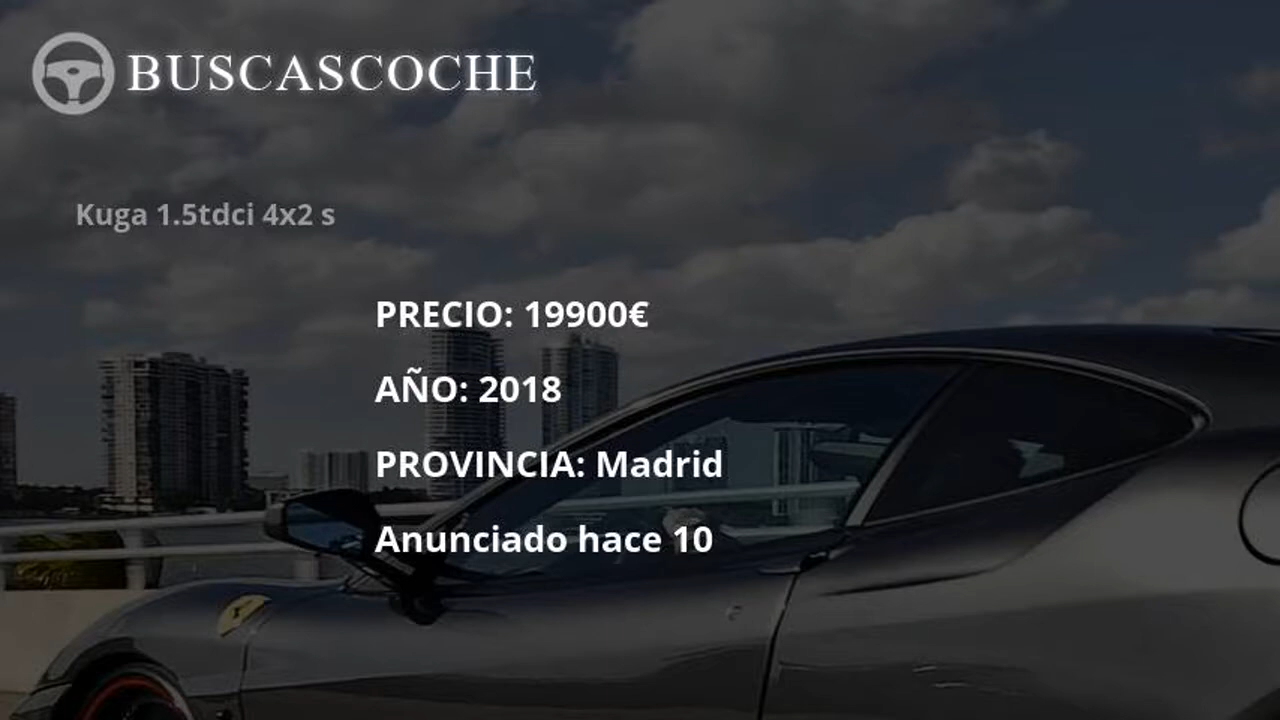 BUSCASCOCHE
Kuga 1.5tdci 4x2 s
PRECIO: 19900€
AÑO: 2018
PROVINCIA: Madrid
Anunciado hace 10